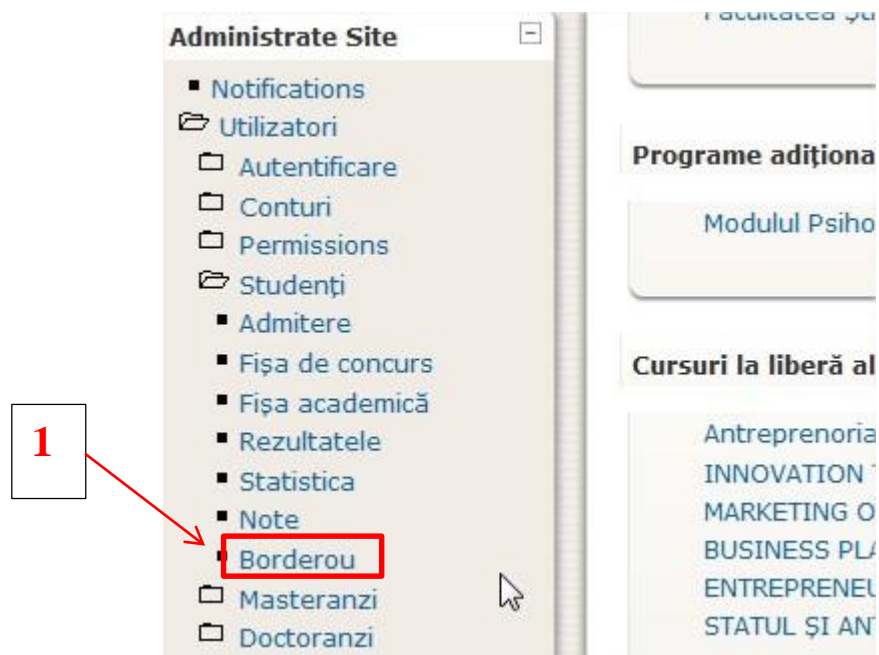 Administrate Site
Notifications
Utilizatori
Autentificare
Conturi
Permissions
Studenți
Admitere
Fișa de concurs
Fișa academică
Rezultatele
Statistica
Note
Borderou
Masteranzi
Doctoranzi
1
Facultatea
Programe adiționa
Modulul Psiho
Cursuri la liberă al
Antreprenoria
INNOVATION
MARKETING O
BUSINESS PLA
ENTREPRENEU
STATUL ȘI ANT